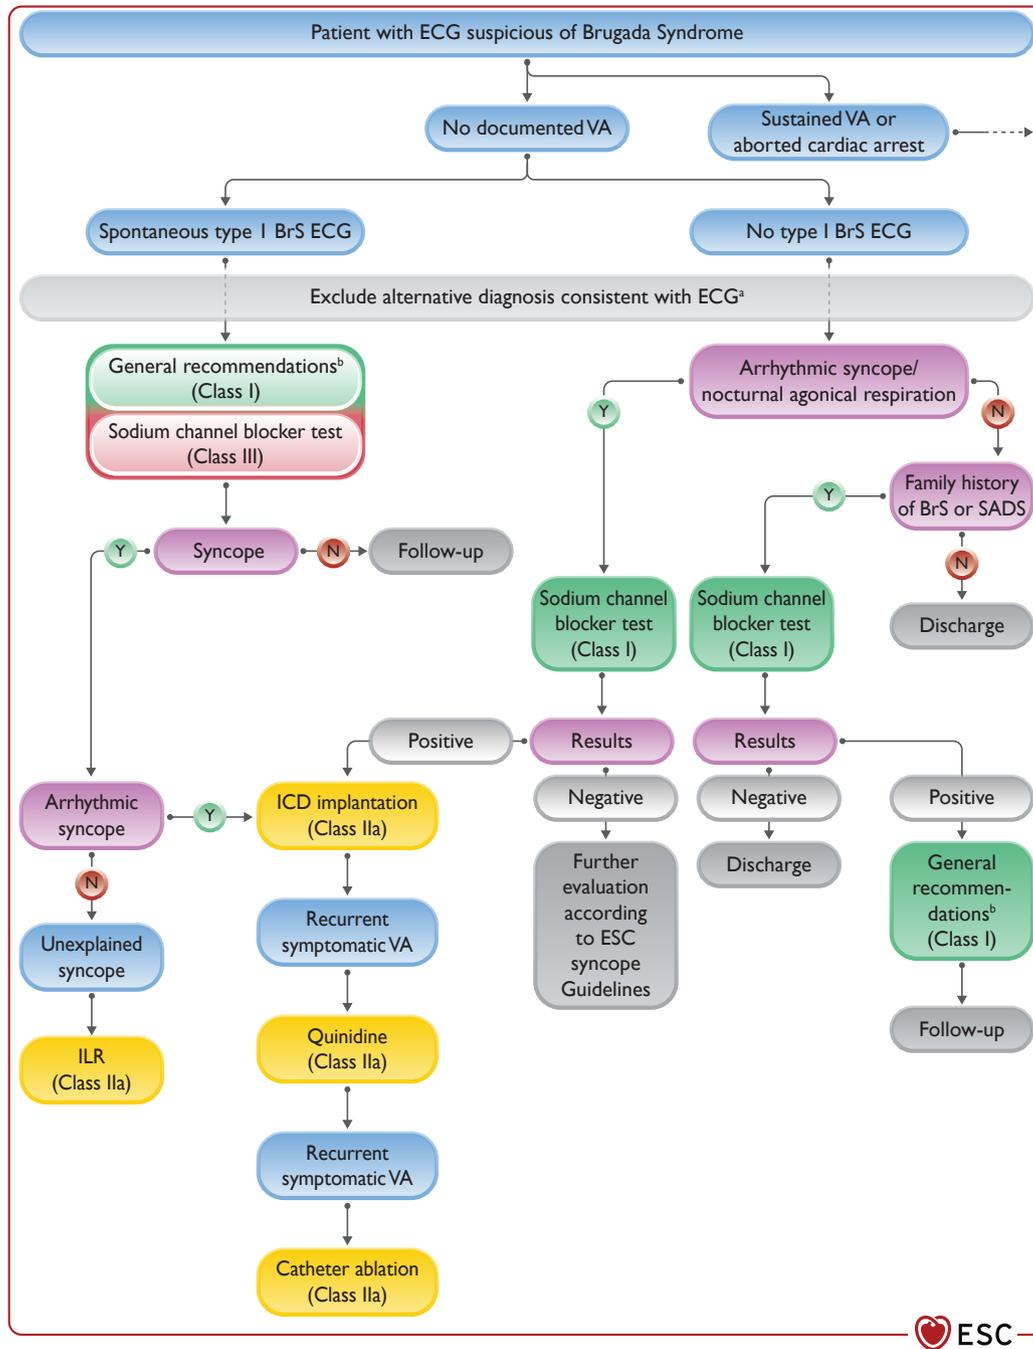 Patient with ECG suspicious of Brugada Syndrome
No documented VA
Sustained VA or
aborted cardiac arrest
Spontaneous type 1 BrS ECG
No type I BrS ECG
Exclude alternative diagnosis consistent with ECGᵃ
General recommendationsᵇ
(Class I)
Sodium channel blocker test
(Class III)
Arrhythmic syncope/
nocturnal agonical respiration
Y
N
Family history
of BrS or SADS
Y
N
Discharge
Y
Syncope
N
Follow-up
Sodium channel
blocker test
(Class I)
Sodium channel
blocker test
(Class I)
Positive
Results
Results
Negative
Negative
Positive
Arrhythmic
syncope
Y
ICD implantation
(Class IIa)
N
Further
evaluation
according
to ESC
syncope
Guidelines
Discharge
General
recommen-
dationsᵇ
(Class I)
Follow-up
Unexplained
syncope
ILR
(Class IIa)
Recurrent
symptomatic VA
Quinidine
(Class IIa)
Recurrent
symptomatic VA
Catheter ablation
(Class IIa)
ESC